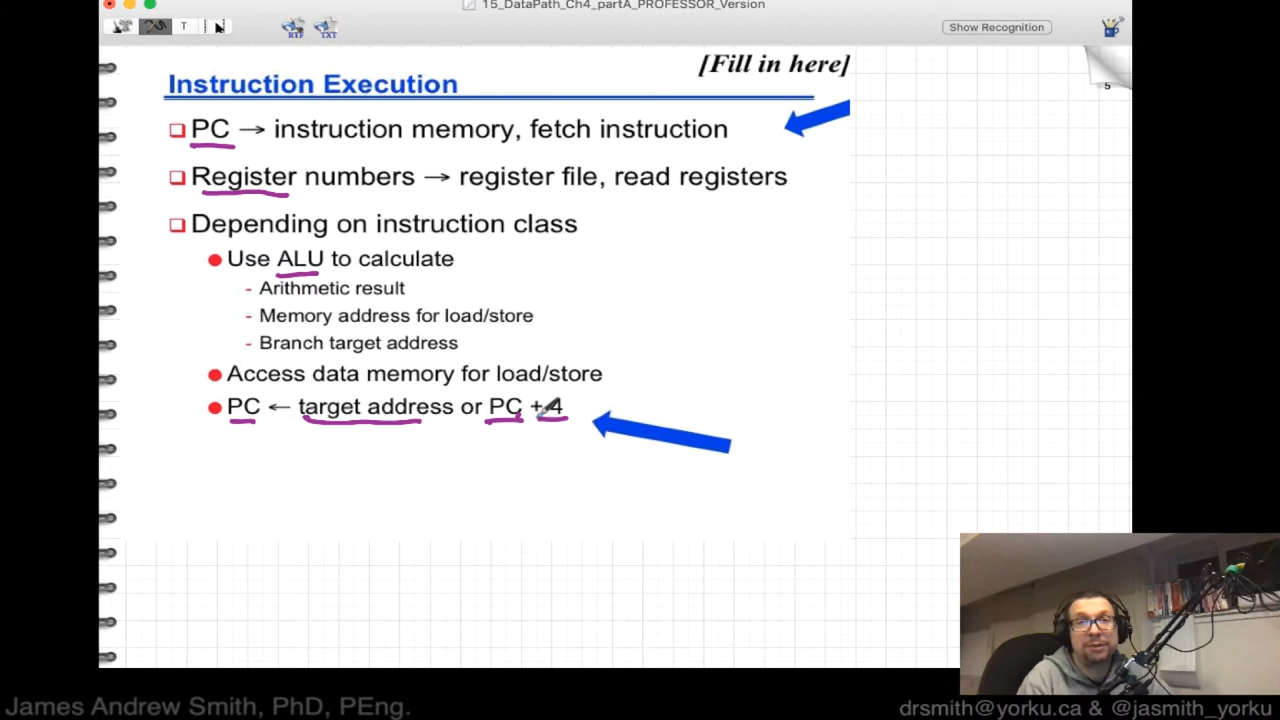 15_DataPath_Ch4_partA_PROFESSOR_Version
T
RTF
TXT
Show Recognition
[Fill in here]
5
Instruction Execution
PC → instruction memory, fetch instruction
Register numbers → register file, read registers
Depending on instruction class
Use ALU to calculate
- Arithmetic result
- Memory address for load/store
- Branch target address
Access data memory for load/store
PC ← target address or PC + 4
James Andrew Smith, PhD, PEng.
drsmith@yorku.ca & @jasmith_yorku